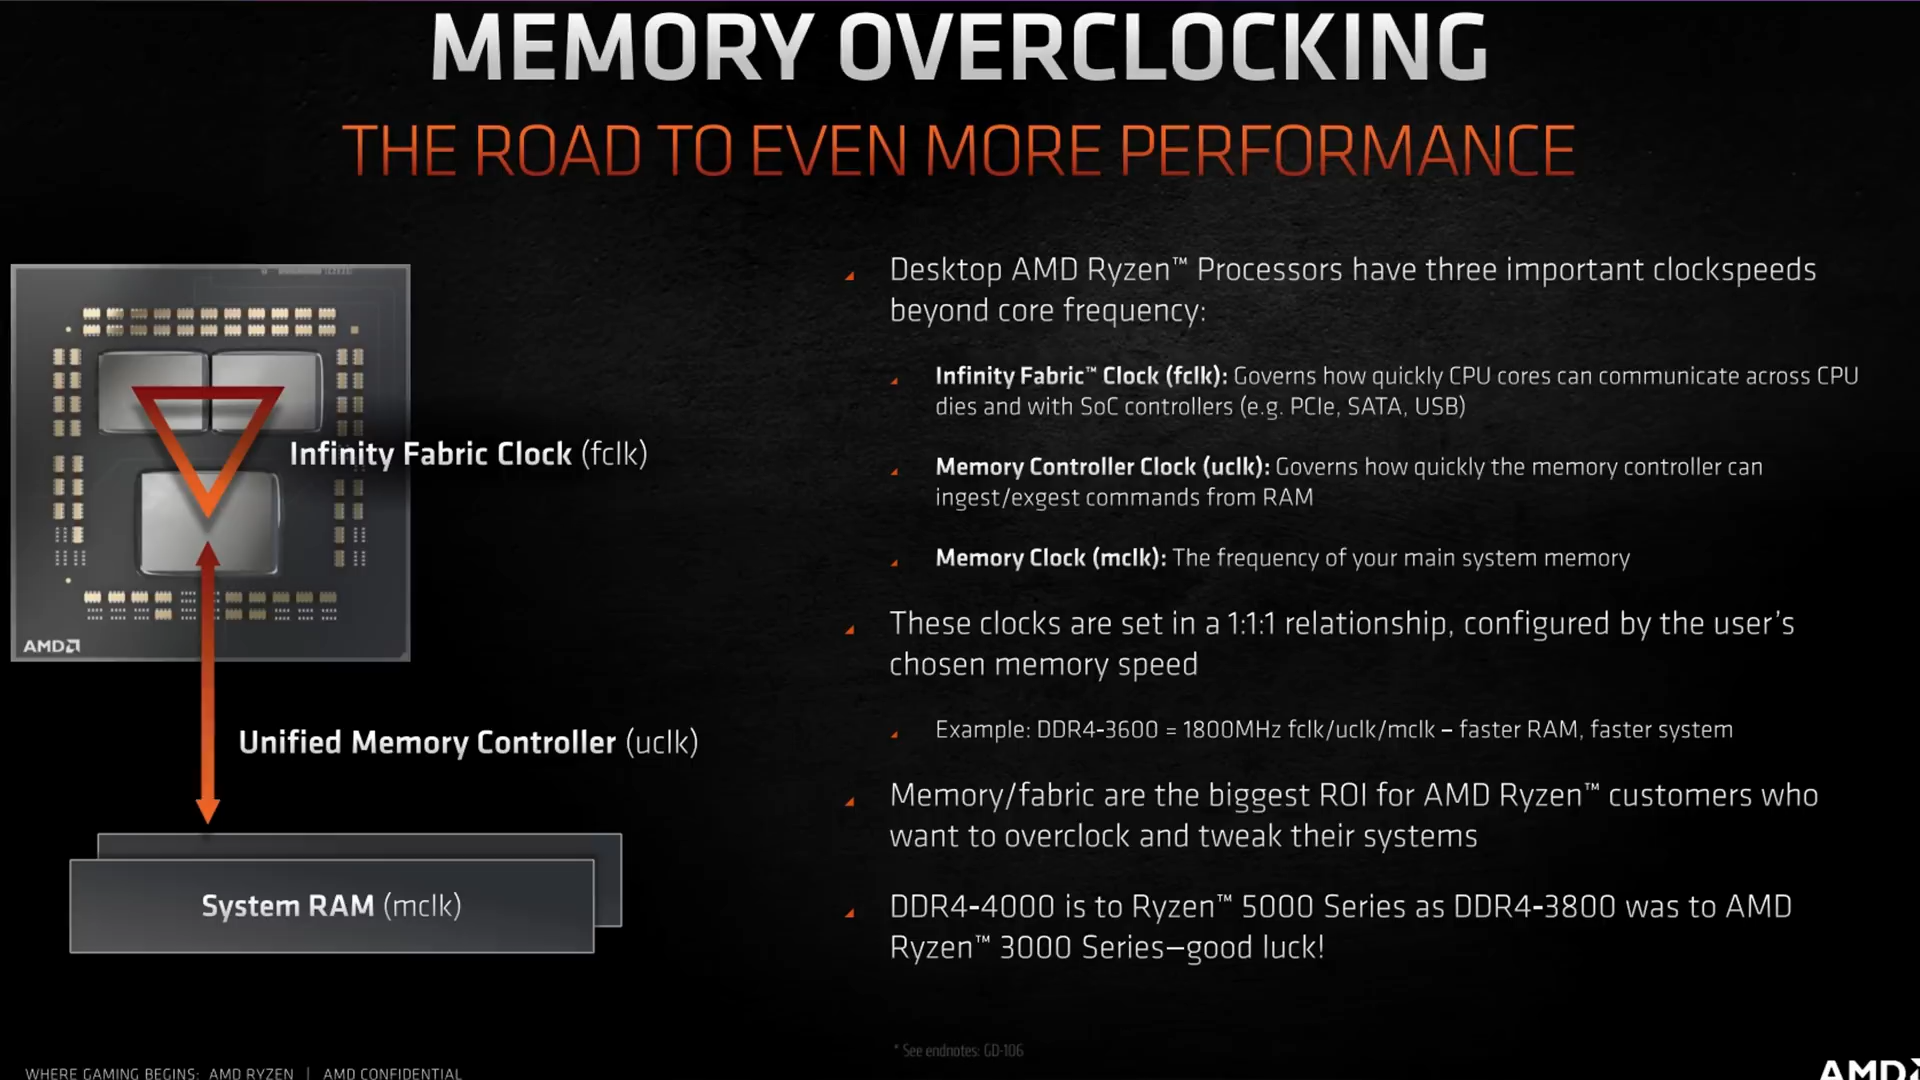 MEMORY OVERCLOCKING
THE ROAD TO EVEN MORE PERFORMANCE
Infinity Fabric Clock (fclk)
AMD
Unified Memory Controller (uclk)
System RAM (mclk)
Desktop AMD Ryzen™ Processors have three important clockspeeds
beyond core frequency:
Infinity Fabric™ Clock (fclk): Governs how quickly CPU cores can communicate across CPU
dies and with SoC controllers (e.g. PCIe, SATA, USB)
Memory Controller Clock (uclk): Governs how quickly the memory controller can
ingest/exgest commands from RAM
Memory Clock (mclk): The frequency of your main system memory
These clocks are set in a 1:1:1 relationship, configured by the user's
chosen memory speed
Example: DDR4-3600 = 1800MHz fclk/uclk/mclk – faster RAM, faster system
Memory/fabric are the biggest ROI for AMD Ryzen™ customers who
want to overclock and tweak their systems
DDR4-4000 is to Ryzen™ 5000 Series as DDR4-3800 was to AMD
Ryzen™ 3000 Series—good luck!
* See endnotes: GD-106
WHERE GAMING BEGINS: AMD RYZEN | AMD CONFIDENTIAL
AMD